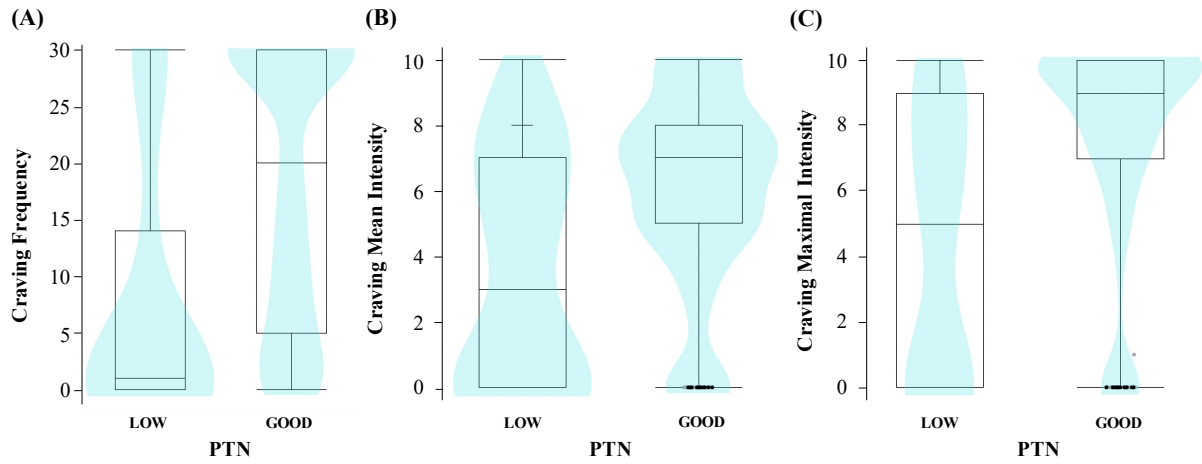 (A)
Craving Frequency
30
25
20
15
10
5
0
LOW GOOD
PTN
(B)
Craving Mean Intensity
10
8
6
4
2
0
LOW GOOD
PTN
(C)
Craving Maximal Intensity
10
8
6
4
2
0
LOW GOOD
PTN